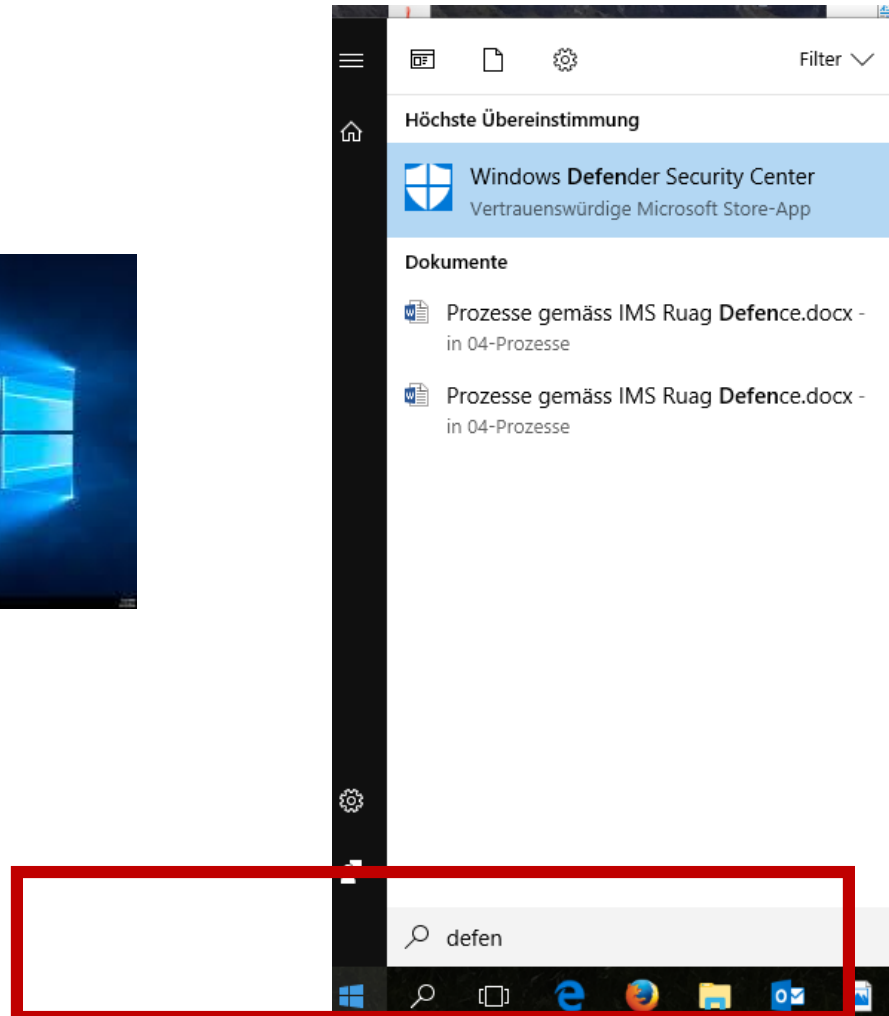 Filter
Höchste Übereinstimmung
Windows Defender Security Center
Vertrauenswürdige Microsoft Store-App
Dokumente
Prozesse gemäss IMS Ruag Defence.docx -
in 04-Prozesse
Prozesse gemäss IMS Ruag Defence.docx -
in 04-Prozesse
defen